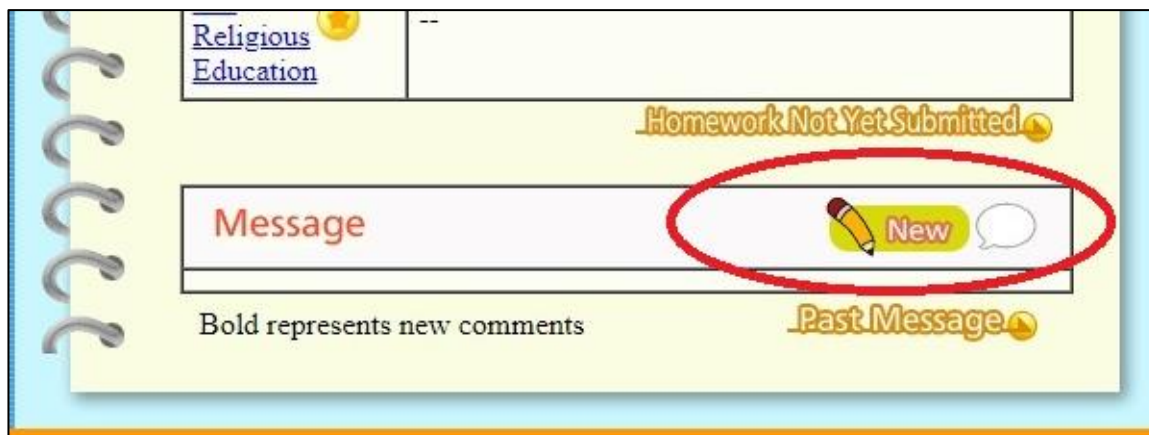 Religious
Education
--
Homework Not Yet Submitted
Message
New
Bold represents new comments
Past Message